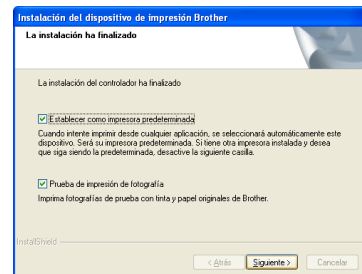 Instalación del dispositivo de impresión Brother
La instalación ha finalizado
La instalación del controlador ha finalizado
Establecer como impresora predeterminada
Cuando intente imprimir desde cualquier aplicación, se seleccionará automáticamente este
dispositivo. Será su impresora predeterminada. Si tiene otra impresora instalada y desea
que siga siendo la predeterminada, desactive la siguiente casilla.
Prueba de impresión de fotografía
Imprima fotografías de prueba con tinta y papel originales de Brother.
InstallShield
< Atrás Siguiente > Cancelar